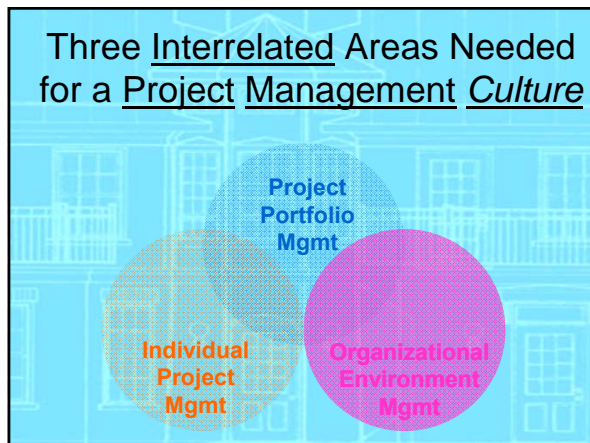 Three Interrelated Areas Needed
for a Project Management Culture
Project
Portfolio
Mgmt
Individual
Project
Mgmt
Organizational
Environment
Mgmt